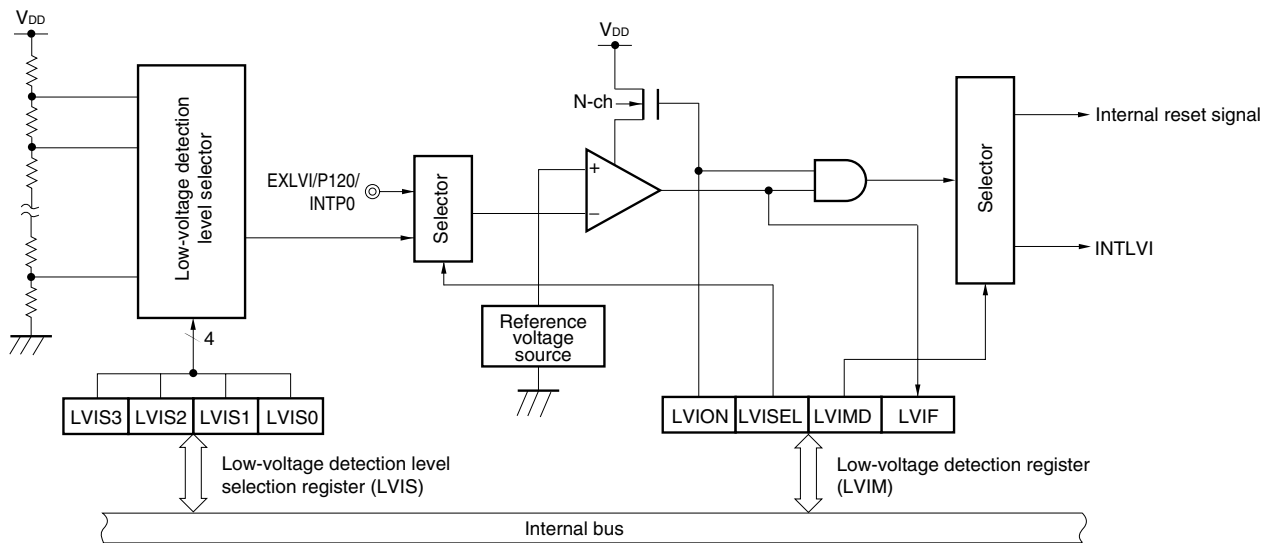 VDD
VDD
N-ch
Low-voltage detection
level selector
EXLVI/P120/
INTP0
Selector
+
−
Selector
Internal reset signal
INTLVI
Reference
voltage
source
4
LVIS3 LVIS2 LVIS1 LVIS0
LVION LVISEL LVIMD LVIF
Low-voltage detection level
selection register (LVIS)
Low-voltage detection register
(LVIM)
Internal bus